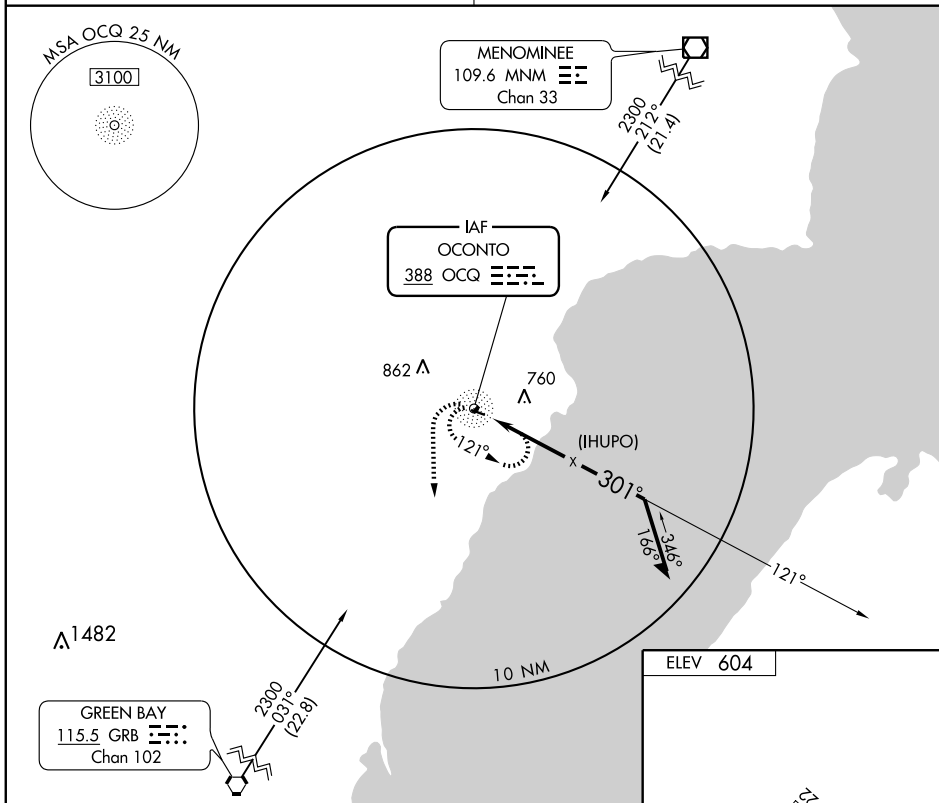 MSA OCQ 25 NM
3100
MENOMINEE
109.6 MNM
Chan 33
2300
212°
(21.4)
IAF
OCONTO
388 OCQ
862
760
(IHUPO)
121°
301°
346°
166°
121°
1482
10 NM
2300
031°
(22.8)
GREEN BAY
115.5 GRB
Chan 102
ELEV 604
22